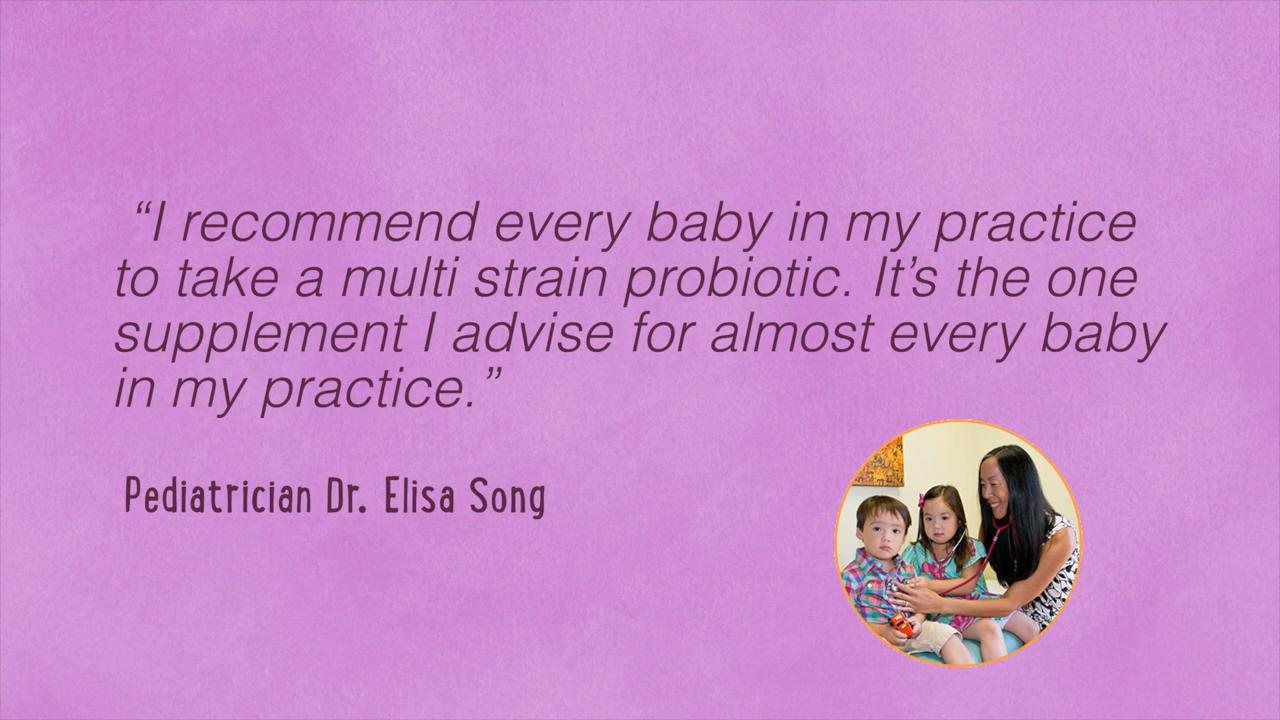 “I recommend every baby in my practice
to take a multi strain probiotic. It’s the one
supplement I advise for almost every baby
in my practice.”
Pediatrician Dr. Elisa Song